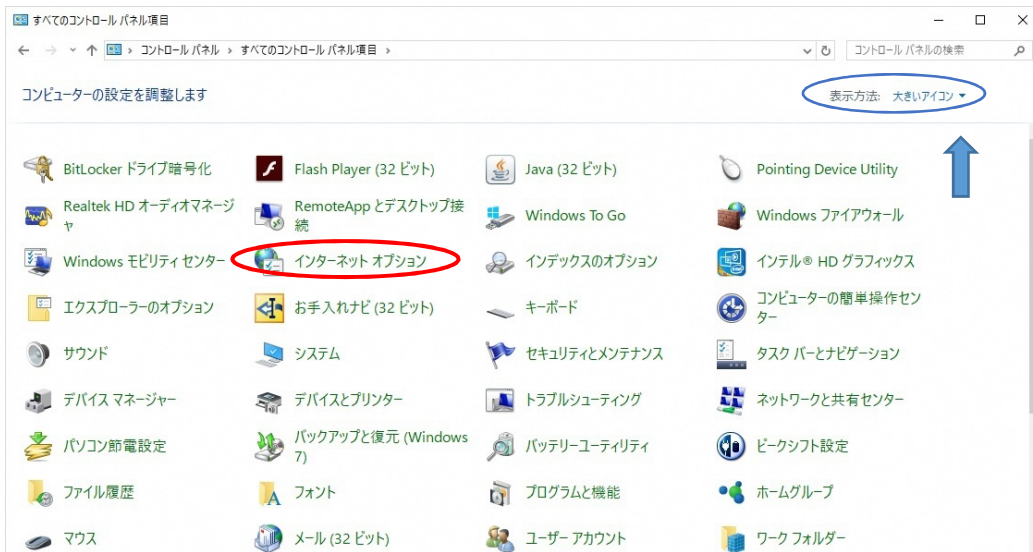 すべてのコントロール パネル項目
コントロール パネル › すべてのコントロール パネル項目 ›
コントロール パネルの検索
コンピューターの設定を調整します
表示方法: 大きいアイコン
BitLocker ドライブ暗号化
Flash Player (32 ビット)
Java (32 ビット)
Pointing Device Utility
Realtek HD オーディオマネージ
ャ
RemoteApp とデスクトップ接
続
Windows To Go
Windows ファイアウォール
Windows モビリティ センター
インターネット オプション
インデックスのオプション
インテル® HD グラフィックス
エクスプローラーのオプション
お手入れナビ (32 ビット)
キーボード
コンピューターの簡単操作セン
ター
サウンド
システム
セキュリティとメンテナンス
タスク バーとナビゲーション
デバイス マネージャー
デバイスとプリンター
トラブルシューティング
ネットワークと共有センター
パソコン節電設定
バックアップと復元 (Windows
7)
バッテリーユーティリティ
ピークシフト設定
ファイル履歴
フォント
プログラムと機能
ホームグループ
マウス
メール (32 ビット)
ユーザー アカウント
ワーク フォルダー